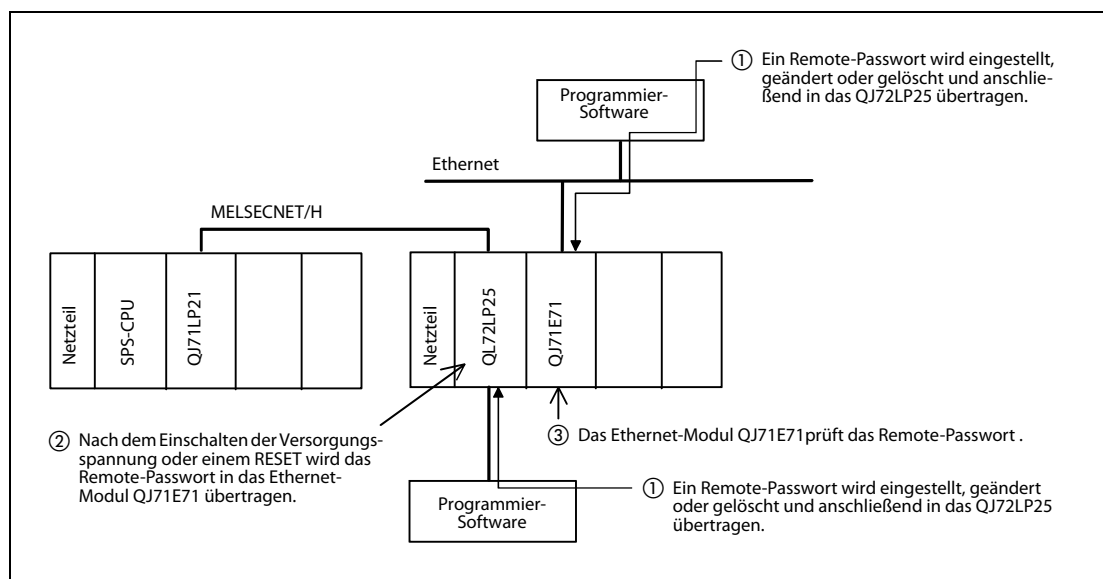 ① Ein Remote-Passwort wird eingestellt,
geändert oder gelöscht und anschlie-
ßend in das QJ72LP25 übertragen.
Programmier-
Software
Ethernet
MELSECNET/H
Netzteil
SPS-CPU
QJ71LP21
Netzteil
QL72LP25
QJ71E71
② Nach dem Einschalten der Versorgungs-
spannung oder einem RESET wird das
Remote-Passwort in das Ethernet-
Modul QJ71E71 übertragen.
③ Das Ethernet-Modul QJ71E71prüft das Remote-Passwort .
① Ein Remote-Passwort wird eingestellt, geändert
oder gelöscht und anschließend in das QJ72LP25
übertragen.
Programmier-
Software